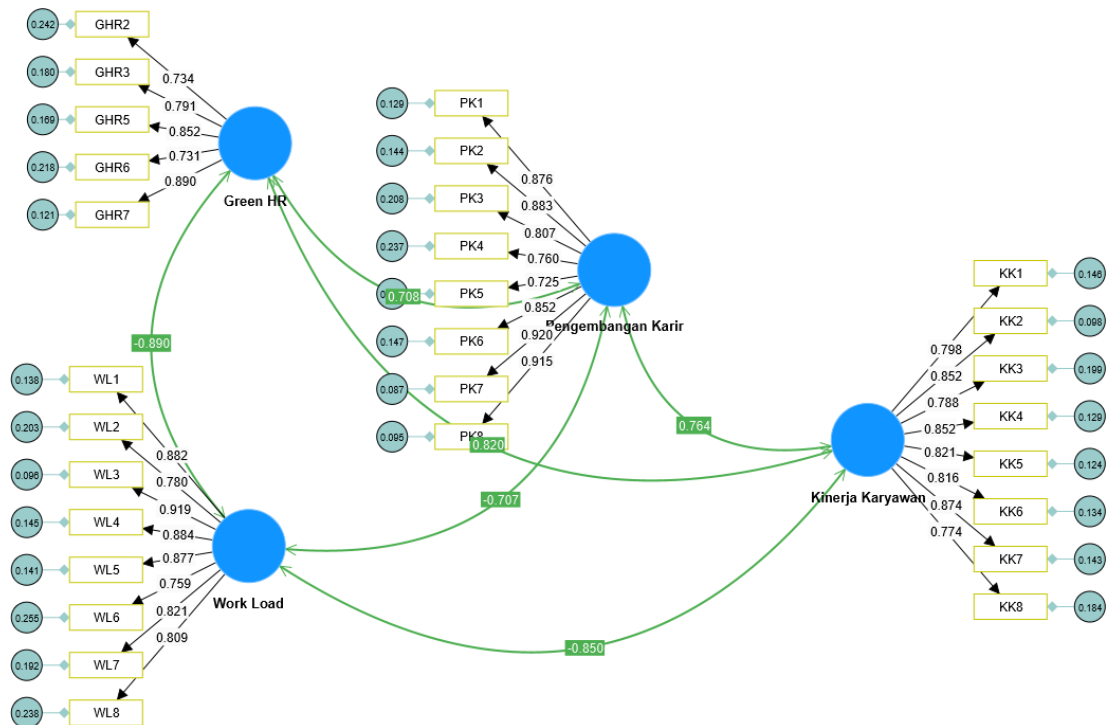 0.242 GHR2
0.734
0.180 GHR3
0.791
0.169 GHR5
0.852
0.218 GHR6
0.731
0.121 GHR7
0.890
Green HR
0.129 PK1
0.876
0.144 PK2
0.883
0.208 PK3
0.807
0.237 PK4
0.760
PK5
0.725
0.147 PK6
0.852
0.087 PK7
0.920
0.095 PK8
0.915
Pengembangan Karir
KK1 0.146
0.798
KK2 0.098
0.852
KK3 0.199
0.788
KK4 0.129
0.852
KK5 0.124
0.821
KK6 0.134
0.816
KK7 0.143
0.874
KK8 0.184
0.774
Kinerja Karyawan
0.138 WL1
0.882
0.203 WL2
0.780
0.096 WL3
0.919
0.145 WL4
0.884
0.141 WL5
0.877
0.255 WL6
0.759
0.192 WL7
0.821
0.238 WL8
0.809
Work Load
0.708
-0.890
0.820
0.764
-0.707
-0.850